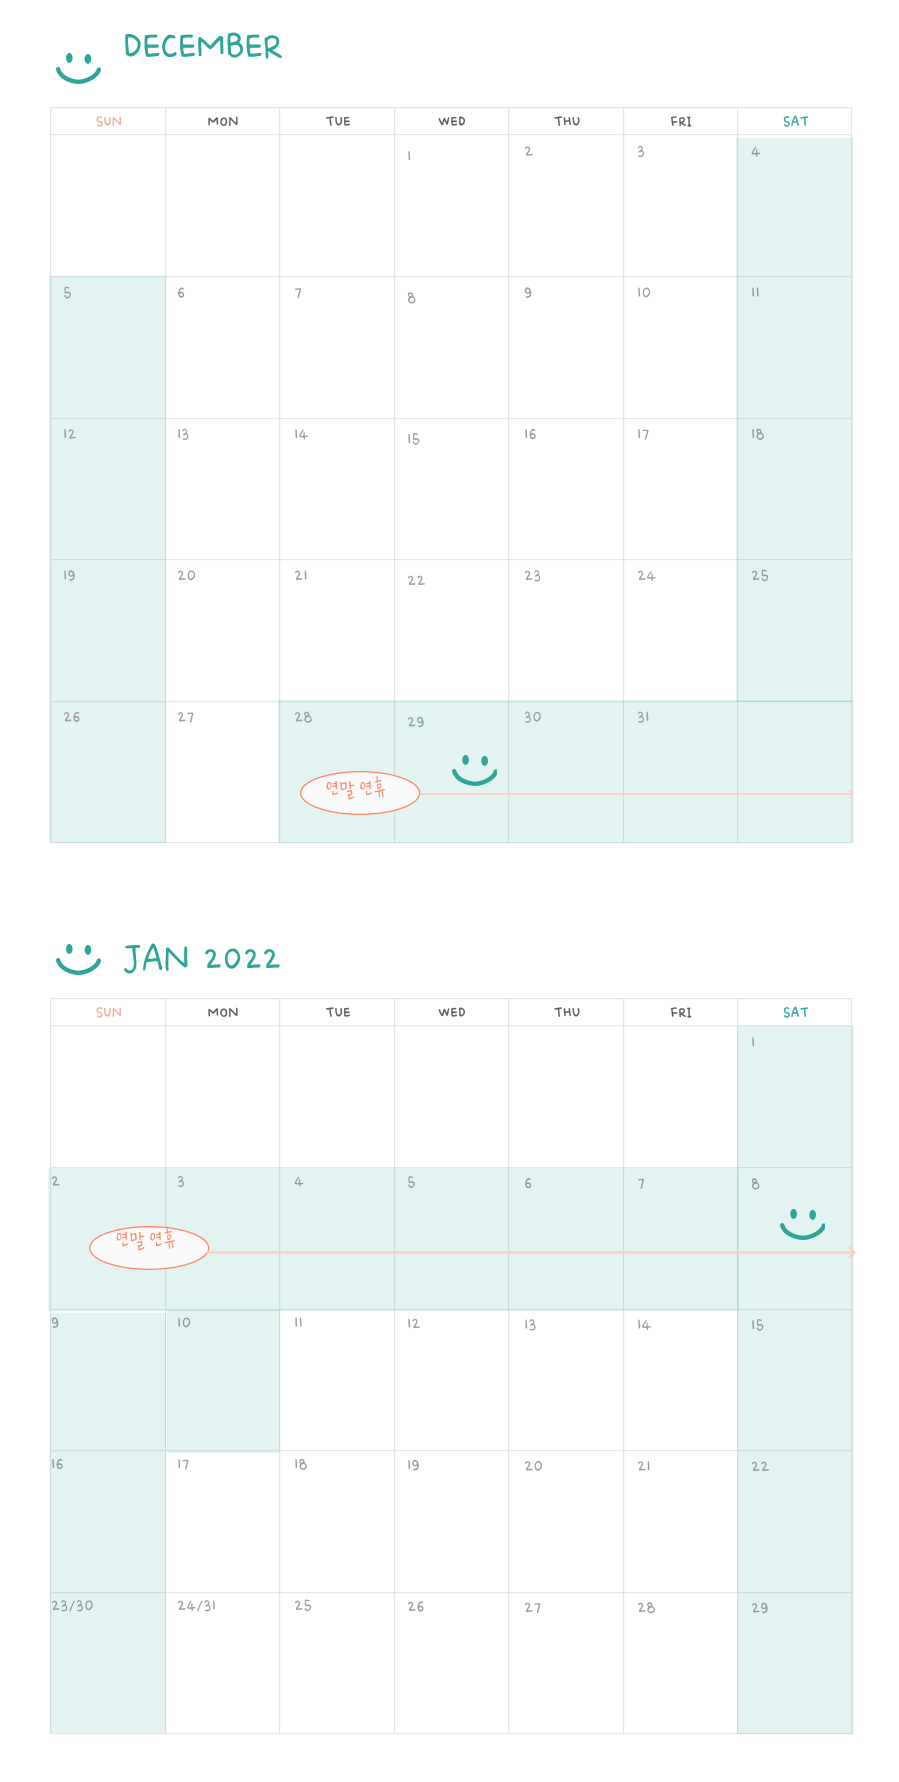 DECEMBER
SUN MON TUE WED THU FRI SAT
1 2 3 4
5 6 7 8 9 10 11
12 13 14 15 16 17 18
19 20 21 22 23 24 25
26 27 28 29 30 31
연말 연휴
JAN 2022
SUN MON TUE WED THU FRI SAT
1
2 3 4 5 6 7 8
연말 연휴
9 10 11 12 13 14 15
16 17 18 19 20 21 22
23/30 24/31 25 26 27 28 29